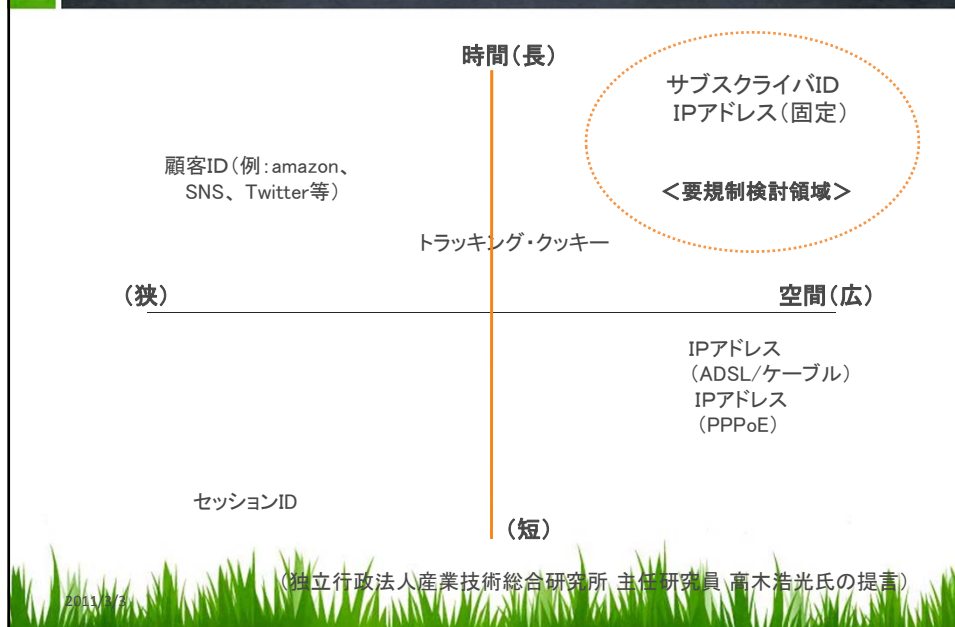 時間(長)
サブスクライバID
IPアドレス(固定)
顧客ID(例:amazon、
SNS、Twitter等)
<要規制検討領域>
トラッキング・クッキー
(狭)
空間(広)
IPアドレス
(ADSL/ケーブル)
IPアドレス
(PPPoE)
セッションID
(短)
(独立行政法人産業技術総合研究所 主任研究員 高木浩光氏の提言)
2011/3/3